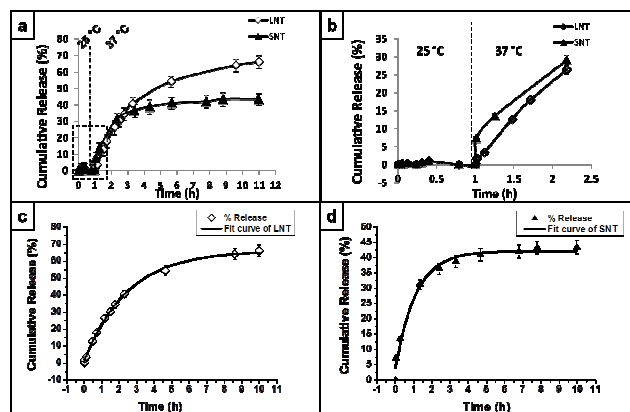 a
LNT
SNT
23 °C
37 °C
Cumulative Release (%)
80
70
60
50
40
30
20
10
0
0 1 2 3 4 5 6 7 8 9 10 11 12
Time (h)
b
LNT
SNT
25 °C
37 °C
Cumulative Release (%)
35
30
25
20
15
10
5
0
-5
0 0.5 1 1.5 2 2.5
Time (h)
c
% Release
Fit curve of LNT
Cumulative Release (%)
80
70
60
50
40
30
20
10
0
-10
-1 0 1 2 3 4 5 6 7 8 9 10 11
Time (h)
d
% Release
Fit curve of SNT
Cumulative Release (%)
50
45
40
35
30
25
20
15
10
5
0
-1 0 1 2 3 4 5 6 7 8 9 10 11
Time (h)